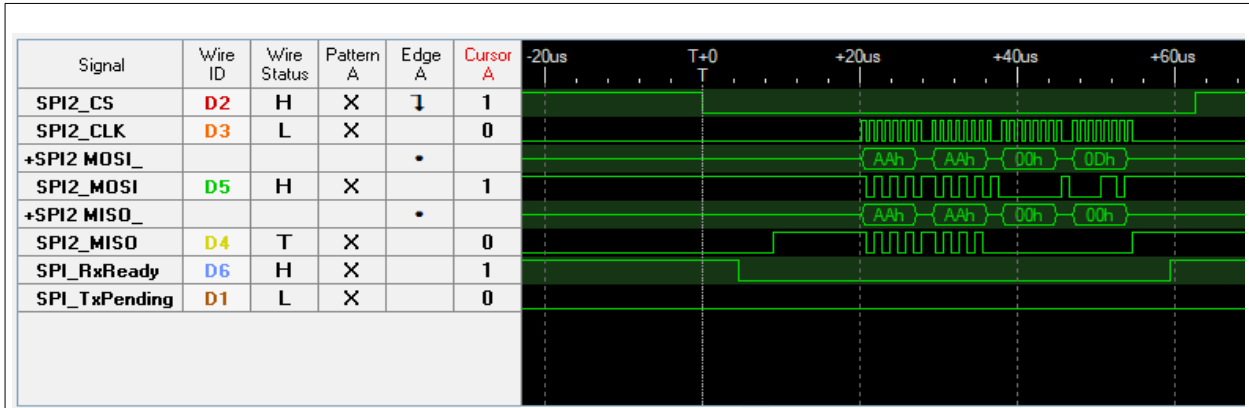 Signal Wire ID Wire Status Pattern A Edge A Cursor A -20us T+0 +20us +40us +60us
T
SPI2_CS D2 H X 1
SPI2_CLK D3 L X 0
+SPI2 MOSI_ AAh AAh 00h 0Dh
SPI2_MOSI D5 H X 1
+SPI2 MISO_ AAh AAh 00h 00h
SPI2_MISO D4 T X 0
SPI_RxReady D6 H X 1
SPI_TxPending D1 L X 0